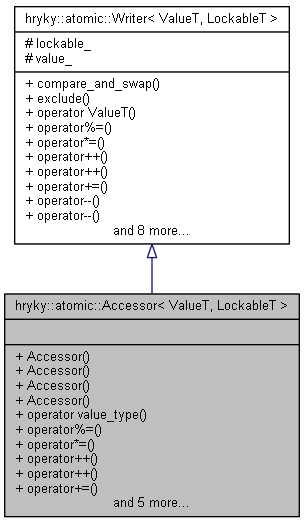 hryky::atomic::Writer< ValueT, LockableT >
# lockable_
# value_
+ compare_and_swap()
+ exclude()
+ operator ValueT()
+ operator%=()
+ operator*=()
+ operator++()
+ operator++()
+ operator+=()
+ operator--()
+ operator--()
and 8 more...
hryky::atomic::Accessor< ValueT, LockableT >
+ Accessor()
+ Accessor()
+ Accessor()
+ Accessor()
+ operator value_type()
+ operator%=()
+ operator*=()
+ operator++()
+ operator++()
+ operator+=()
and 5 more...